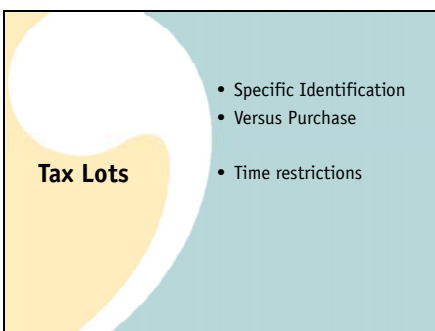 Tax Lots
• Specific Identification
• Versus Purchase
• Time restrictions